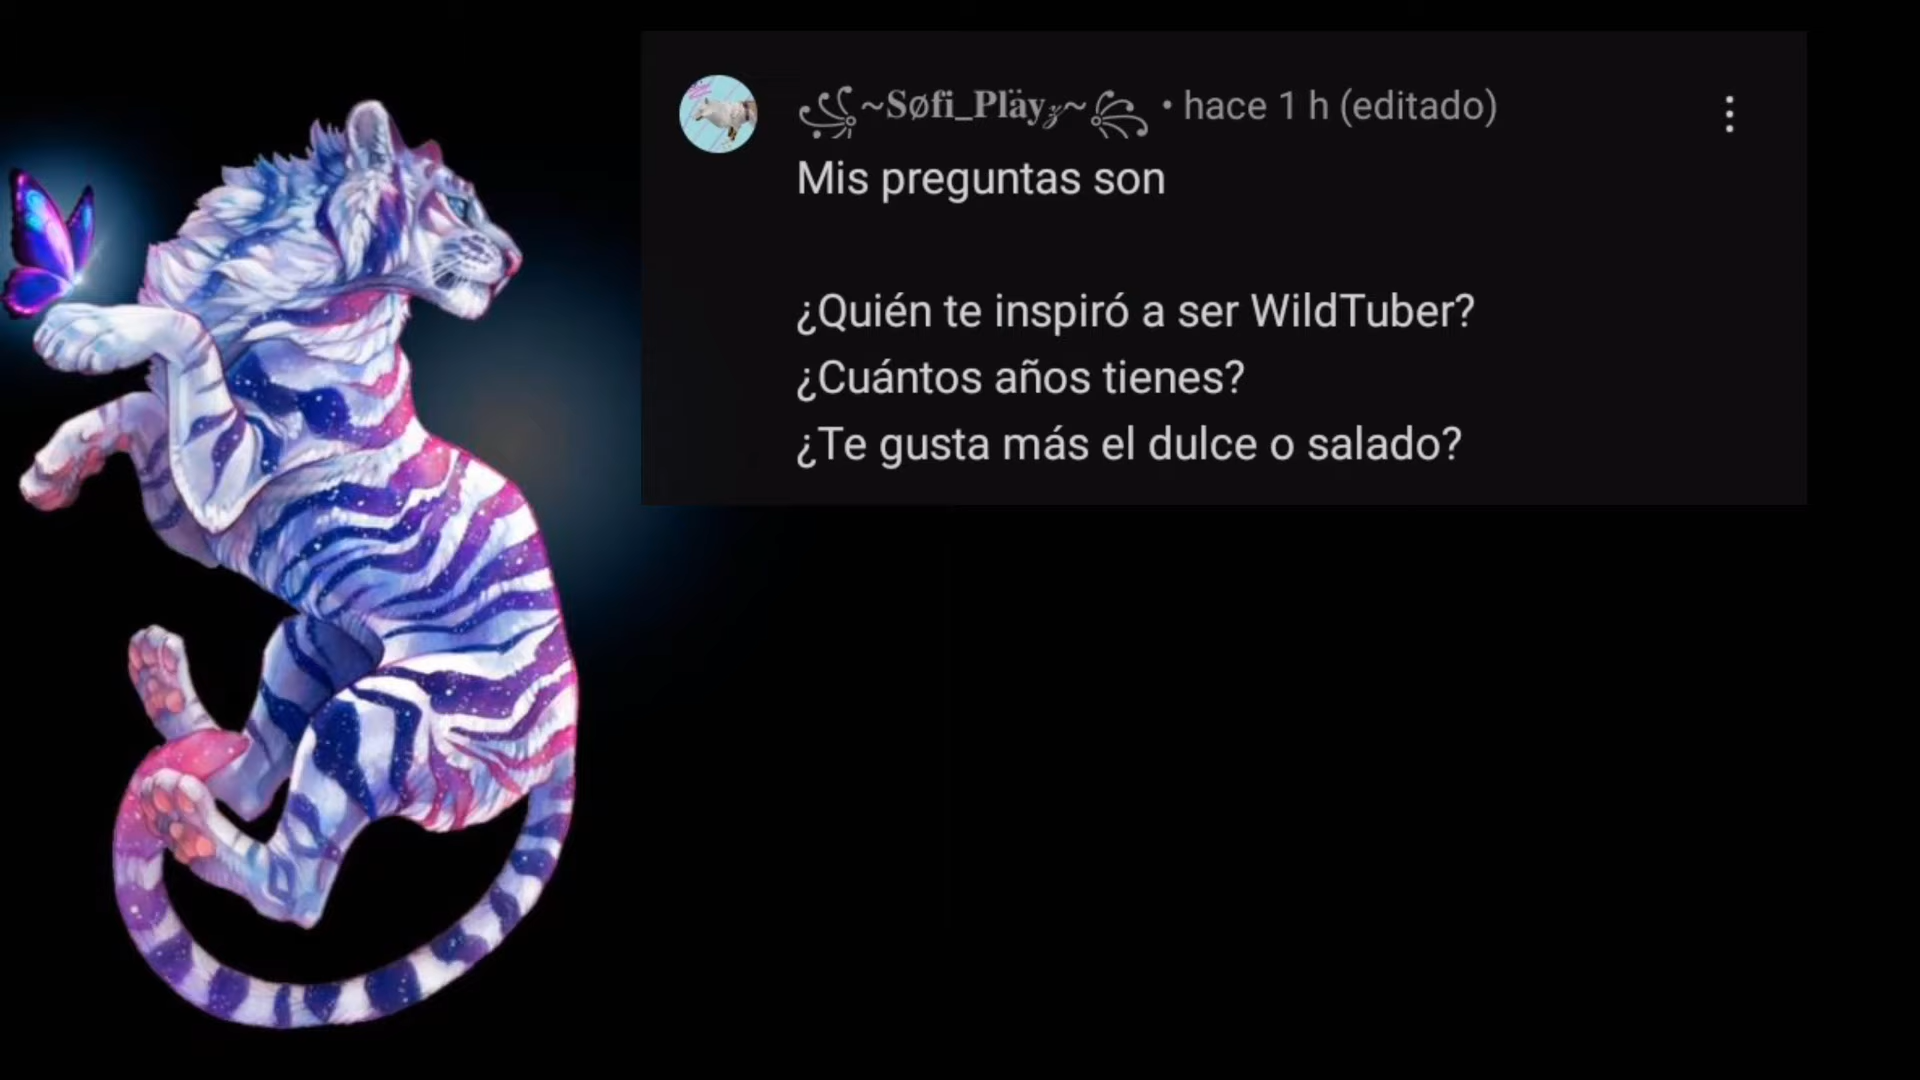 ꧁~Søfi_Pläyᵹ~꧂ • hace 1 h (editado)
Mis preguntas son
¿Quién te inspiró a ser WildTuber?
¿Cuántos años tienes?
¿Te gusta más el dulce o salado?